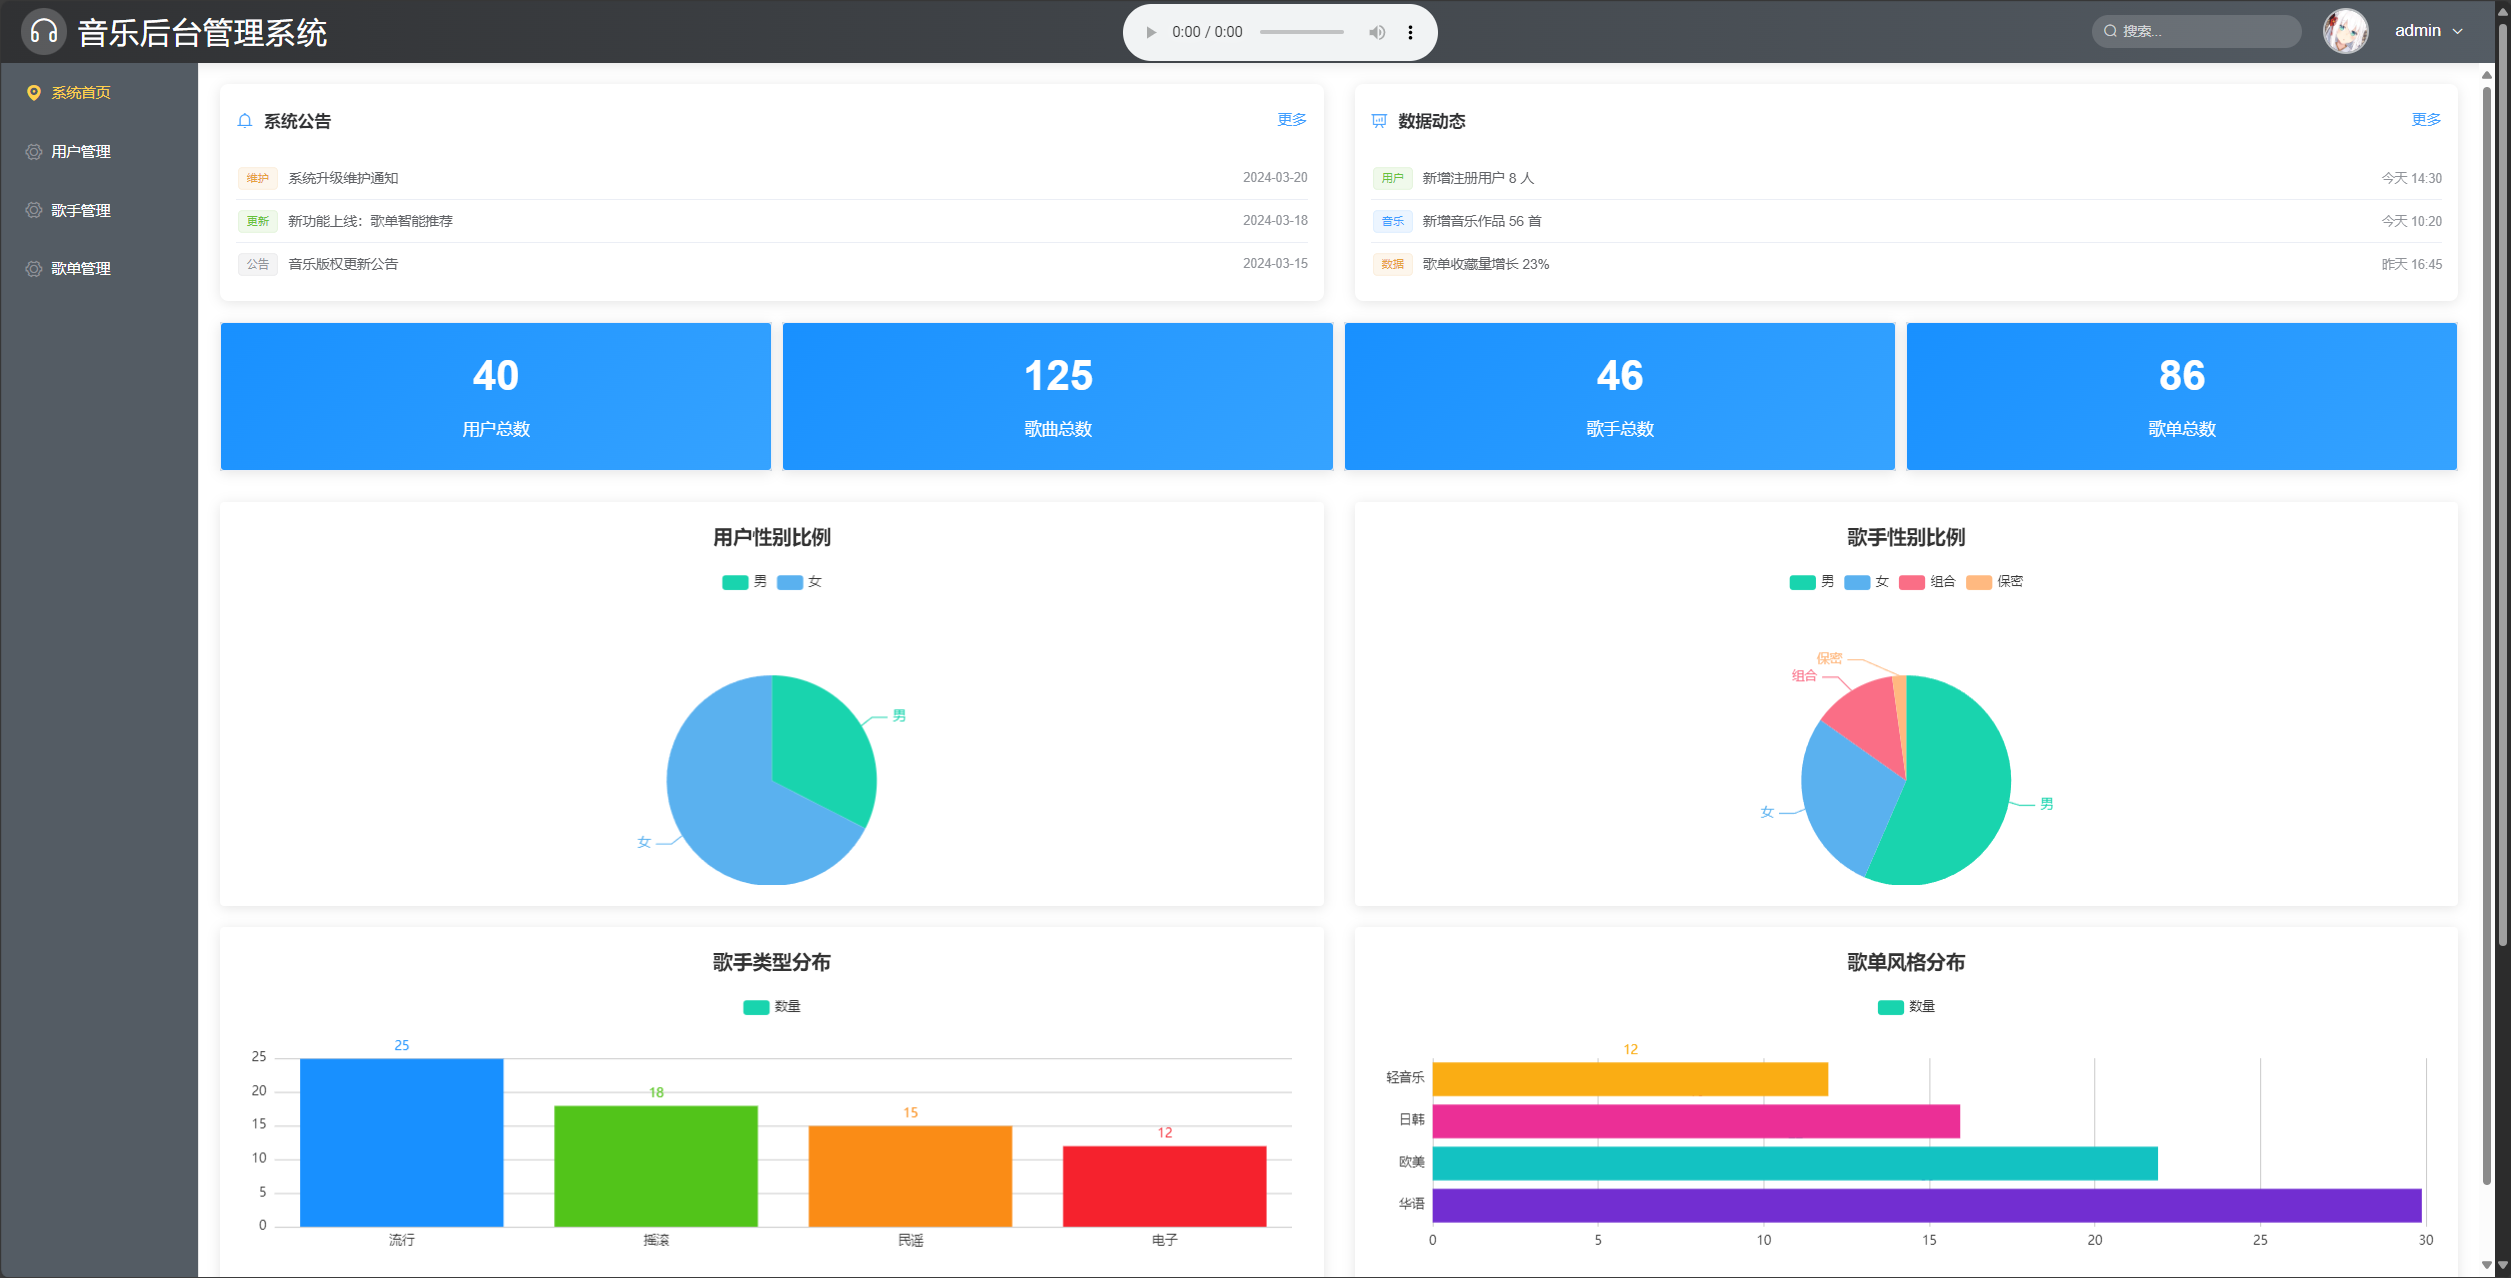 音乐后台管理系统
0:00 / 0:00
搜索...
admin
系统首页
用户管理
歌手管理
歌单管理
系统公告
更多
维护 系统升级维护通知 2024-03-20
更新 新功能上线：歌单智能推荐 2024-03-18
公告 音乐版权更新公告 2024-03-15
数据动态
更多
用户 新增注册用户 8 人 今天 14:30
音乐 新增音乐作品 56 首 今天 10:20
数据 歌单收藏量增长 23% 昨天 16:45
40
用户总数
125
歌曲总数
46
歌手总数
86
歌单总数
用户性别比例
男 女
男
女
歌手性别比例
男 女 组合 保密
保密
组合
女
男
歌手类型分布
数量
25
20
15
10
5
0
25
18
15
12
流行 摇滚 民谣 电子
歌单风格分布
数量
12
轻音乐
日韩
欧美
华语
0 5 10 15 20 25 30